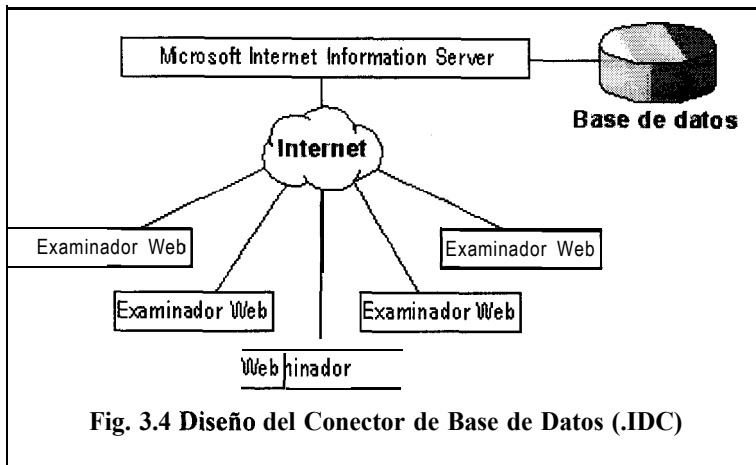 Microsoft Internet Information Server
Base de datos
Internet
Examinador Web
Examinador Web
Examinador Web
Examinador Web
Web minador
Fig. 3.4 Diseño del Conector de Base de Datos (.IDC)